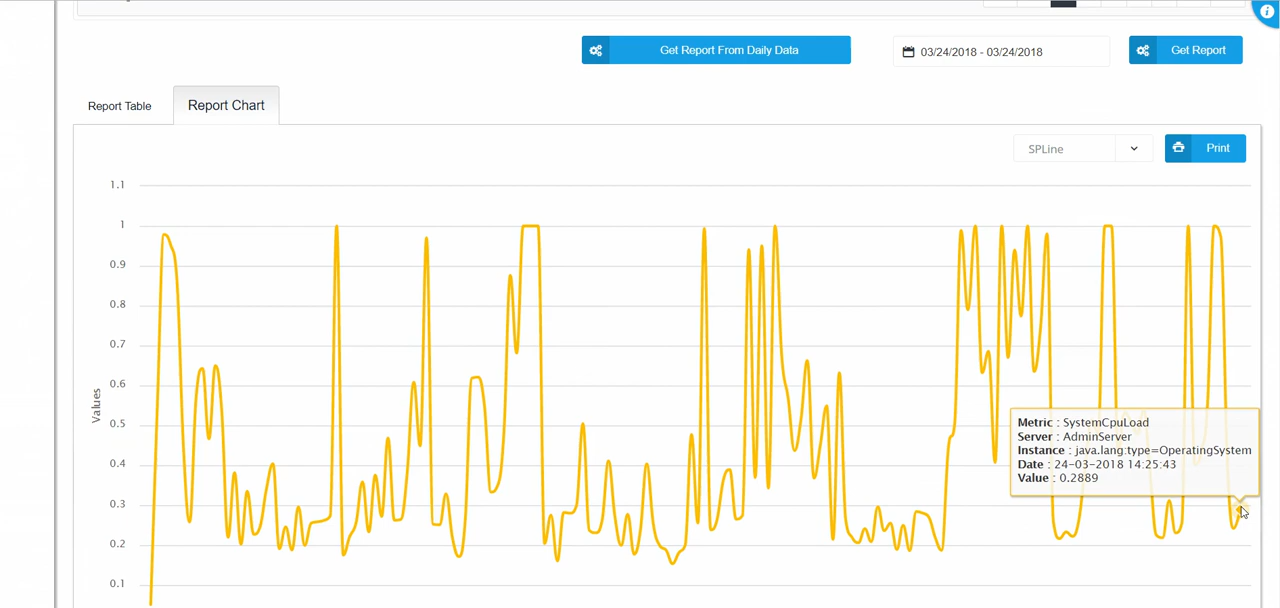 Get Report From Daily Data
03/24/2018 - 03/24/2018
Get Report
Report Table
Report Chart
SPLine
Print
1.1
1
0.9
0.8
0.7
0.6
0.5
0.4
0.3
0.2
0.1
Values
Metric : SystemCpuLoad
Server : AdminServer
Instance : java.lang:type=OperatingSystem
Date : 24-03-2018 14:25:43
Value : 0.2889